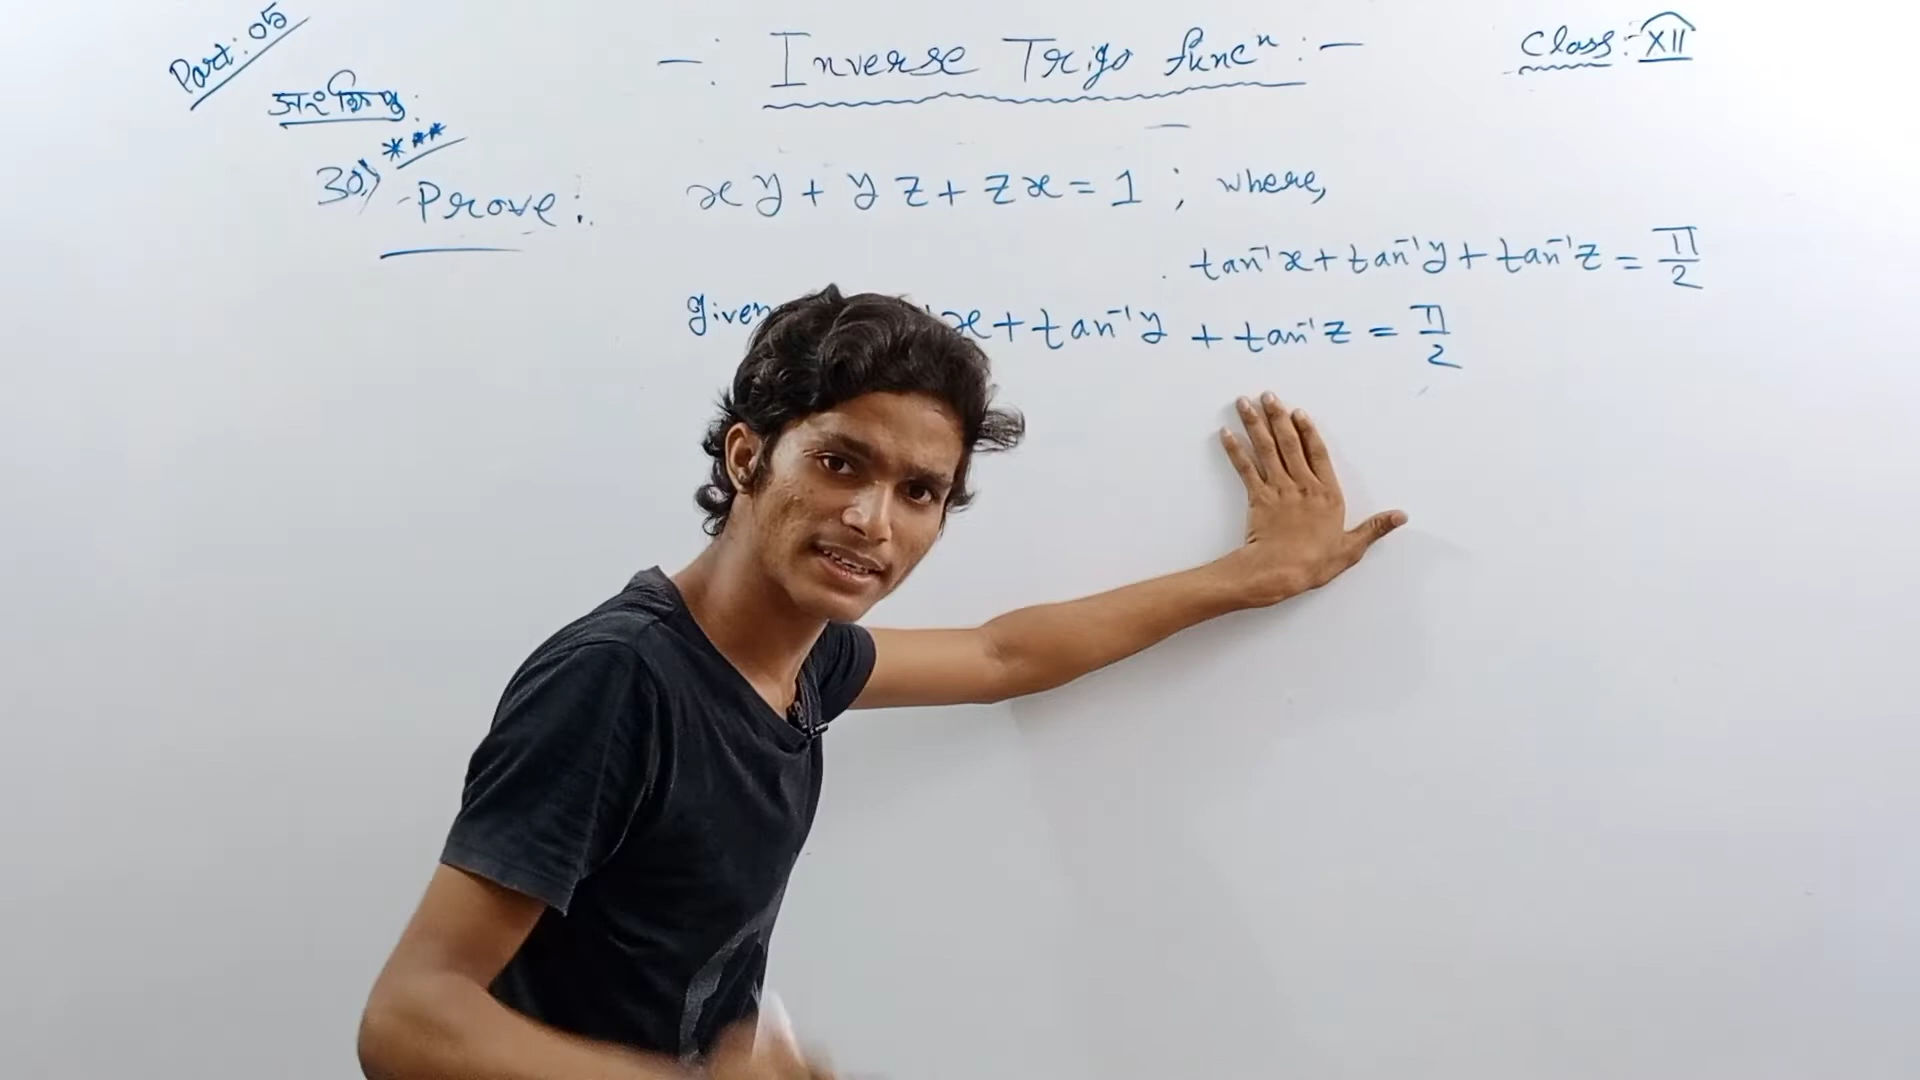 Part: 05
-: Inverse Trigo funcⁿ :-
Class:- XII
30.) ***
Prove: xy + yz + zx = 1 ; where,
tan⁻¹x + tan⁻¹y + tan⁻¹z = π/2
given x + tan⁻¹y + tan⁻¹z = π/2